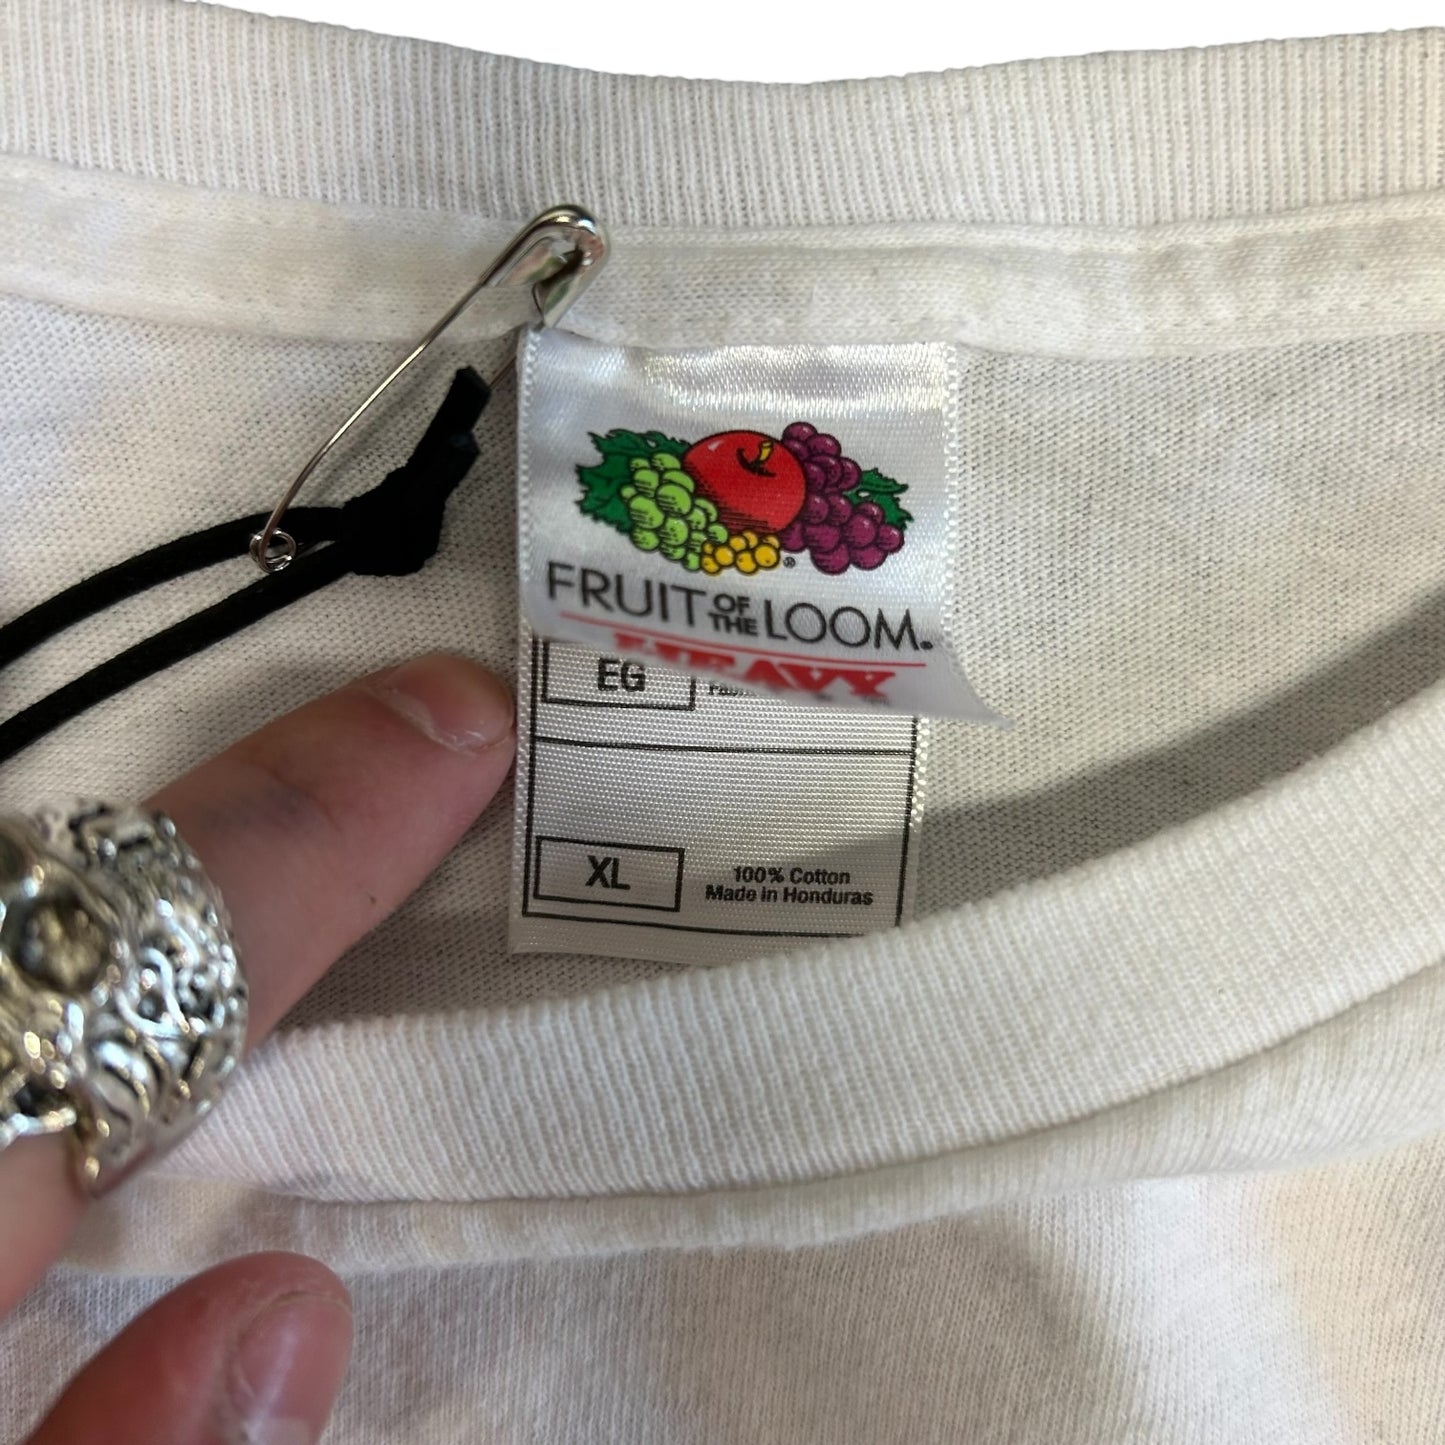 FRUIT OF THE LOOM®
HEAVY
EG
XL
100% Cotton
Made in Honduras